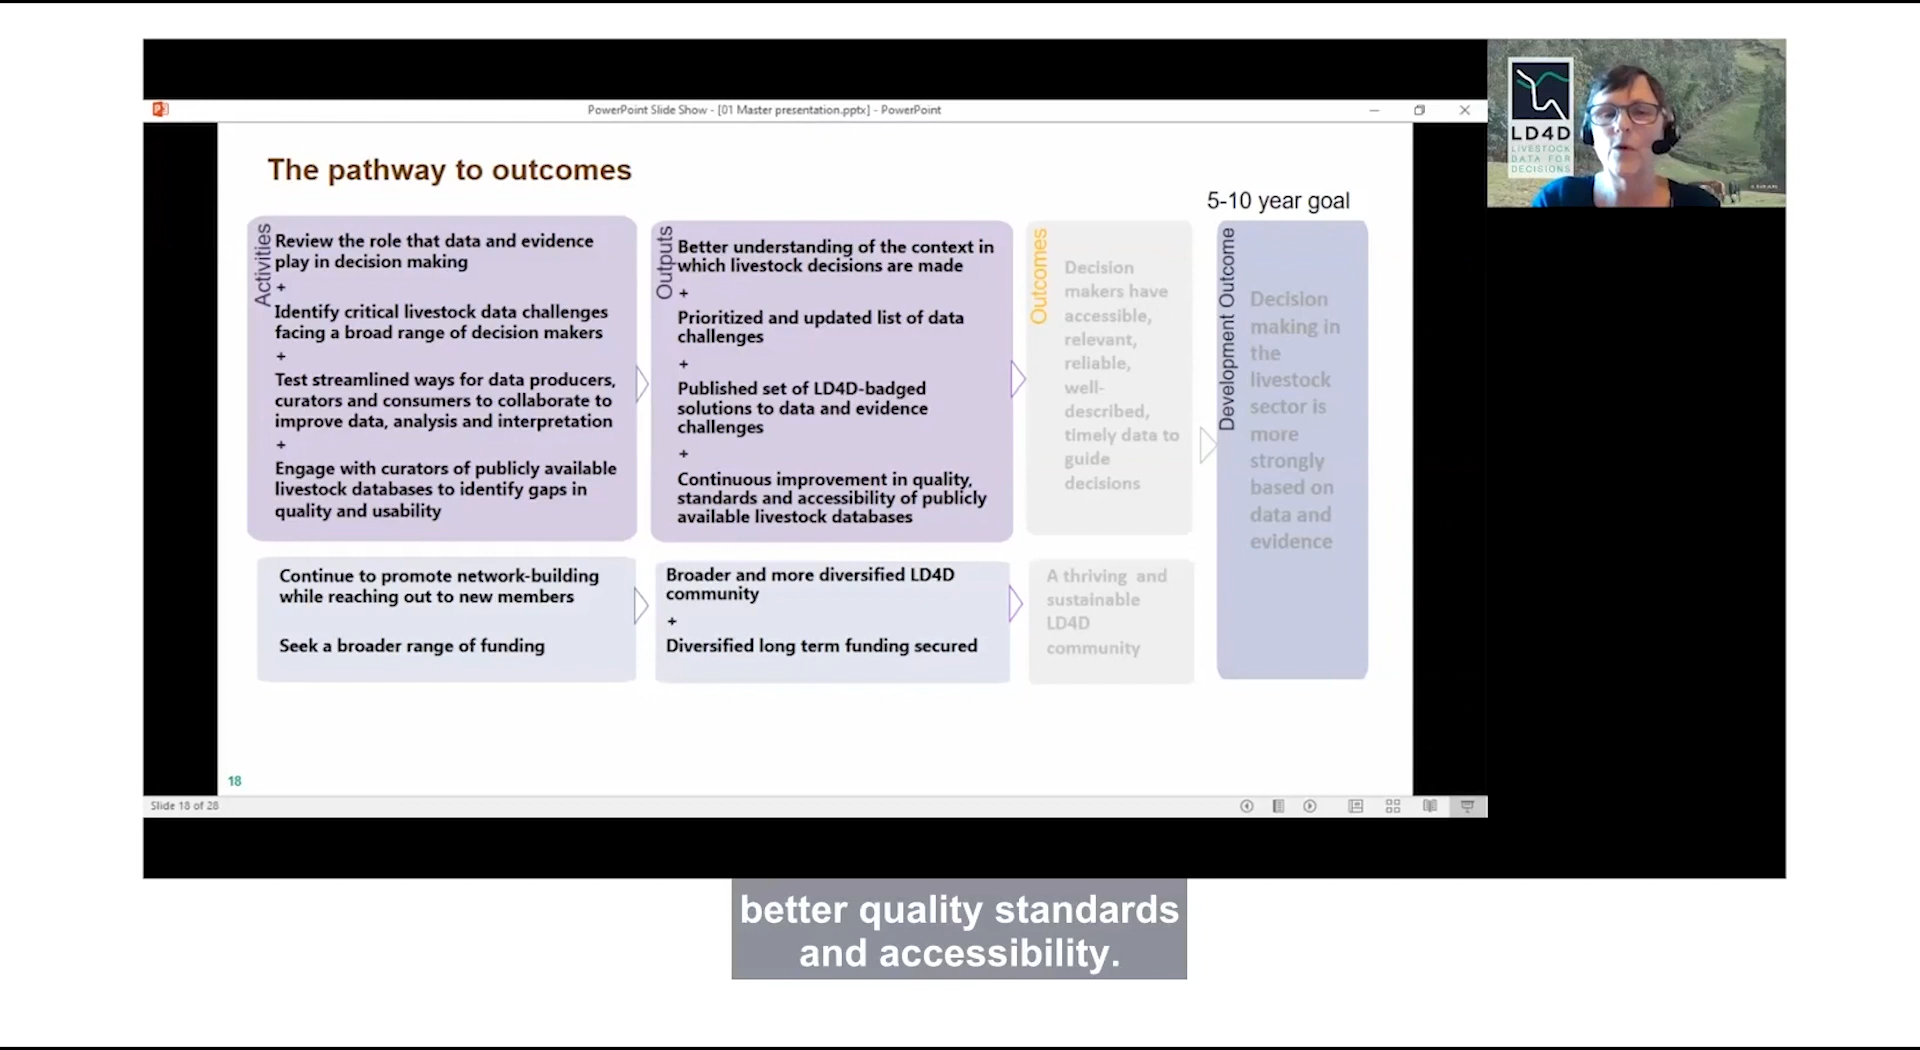 PowerPoint Slide Show - [01 Master presentation.pptx] - PowerPoint
The pathway to outcomes
5-10 year goal
Activities
Review the role that data and evidence
play in decision making
+
Identify critical livestock data challenges
facing a broad range of decision makers
+
Test streamlined ways for data producers,
curators and consumers to collaborate to
improve data, analysis and interpretation
+
Engage with curators of publicly available
livestock databases to identify gaps in
quality and usability
Outputs
Better understanding of the context in
which livestock decisions are made
+
Prioritized and updated list of data
challenges
+
Published set of LD4D-badged
solutions to data and evidence
challenges
+
Continuous improvement in quality,
standards and accessibility of publicly
available livestock databases
Outcomes
Decision
makers have
accessible,
relevant,
reliable,
well-
described,
timely data to
guide
decisions
Development Outcome
Decision
making in
the
livestock
sector is
more
strongly
based on
data and
evidence
Continue to promote network-building
while reaching out to new members
Seek a broader range of funding
Broader and more diversified LD4D
community
+
Diversified long term funding secured
A thriving and
sustainable
LD4D
community
18
Slide 18 of 28
LD4D
LIVESTOCK
DATA FOR
DECISIONS
better quality standards
and accessibility.